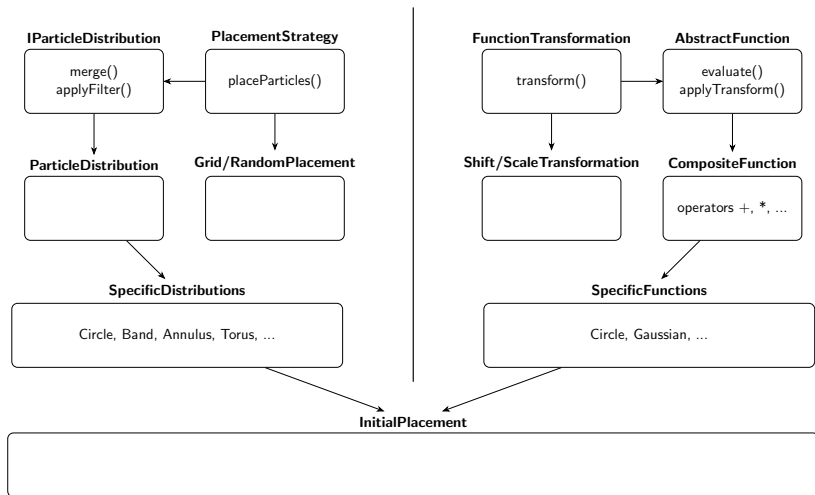 IParticleDistribution
merge()
applyFilter()
PlacementStrategy
placeParticles()
ParticleDistribution
Grid/RandomPlacement
SpecificDistributions
Circle, Band, Annulus, Torus, ...
FunctionTransformation
transform()
AbstractFunction
evaluate()
applyTransform()
Shift/ScaleTransformation
CompositeFunction
operators +, *, ...
SpecificFunctions
Circle, Gaussian, ...
InitialPlacement